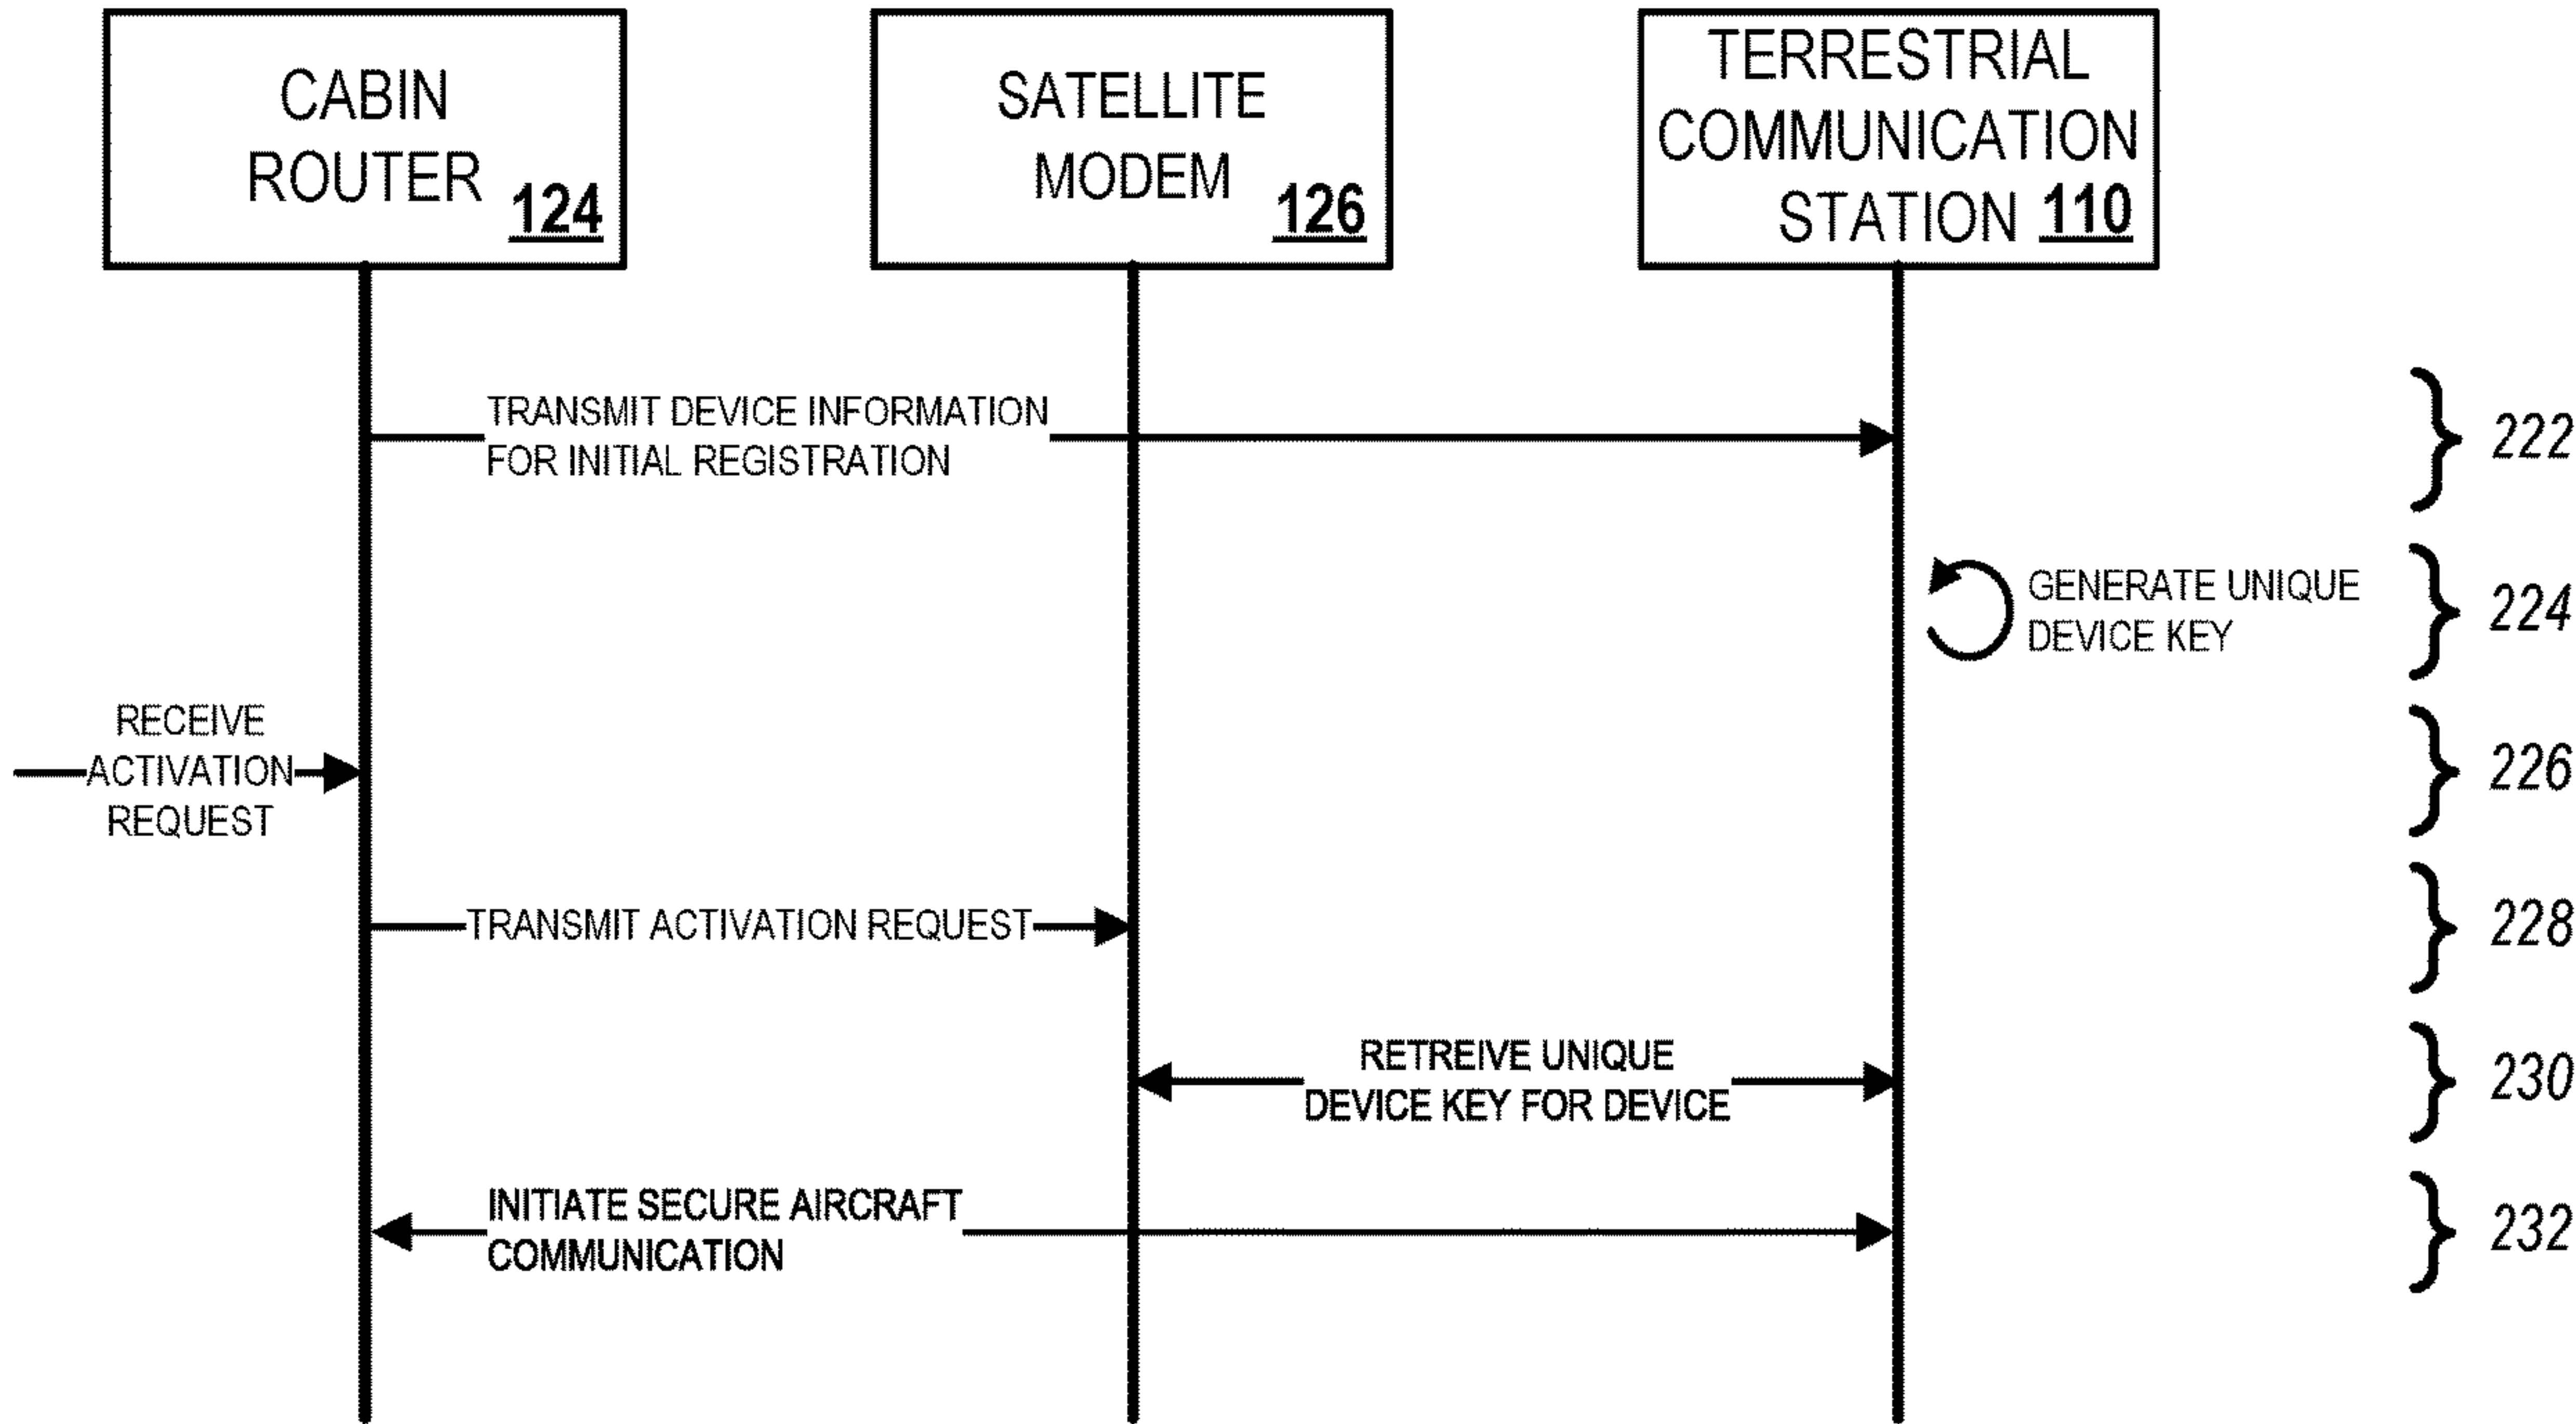 CABIN
ROUTER 124
SATELLITE
MODEM 126
TERRESTRIAL
COMMUNICATION
STATION 110
TRANSMIT DEVICE INFORMATION
FOR INITIAL REGISTRATION
222
GENERATE UNIQUE
DEVICE KEY
224
RECEIVE
ACTIVATION
REQUEST
226
TRANSMIT ACTIVATION REQUEST
228
RETREIVE UNIQUE
DEVICE KEY FOR DEVICE
230
INITIATE SECURE AIRCRAFT
COMMUNICATION
232